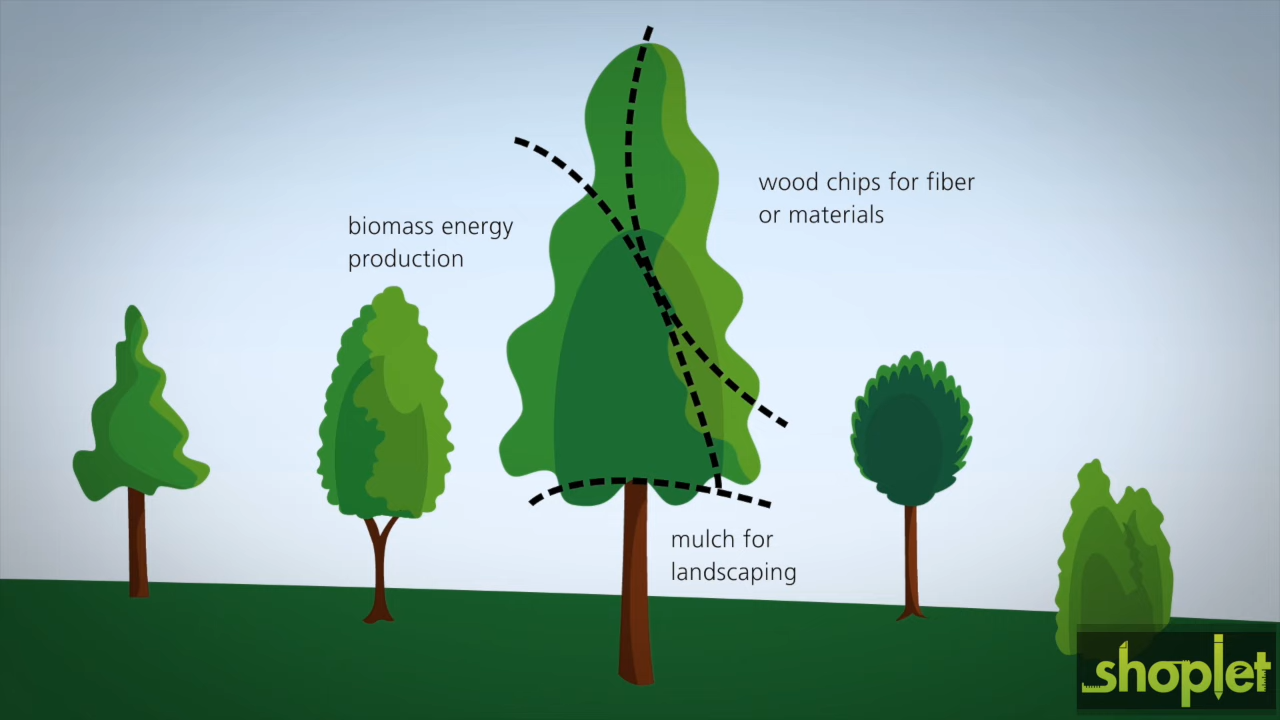 wood chips for fiber
or materials
biomass energy
production
mulch for
landscaping
shoplet